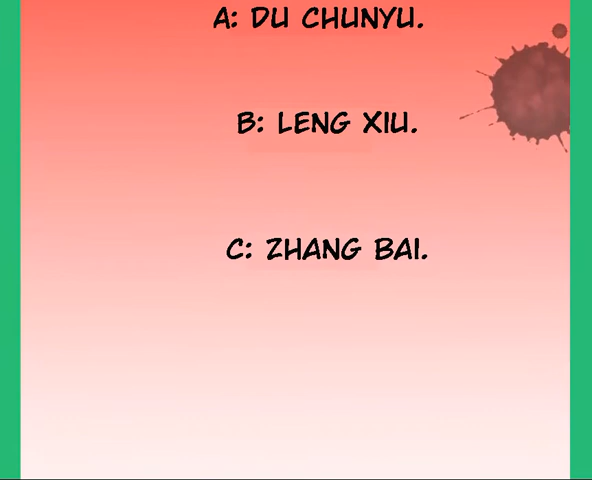 A: DU CHUNYU.
B: LENG XIU.
C: ZHANG BAI.